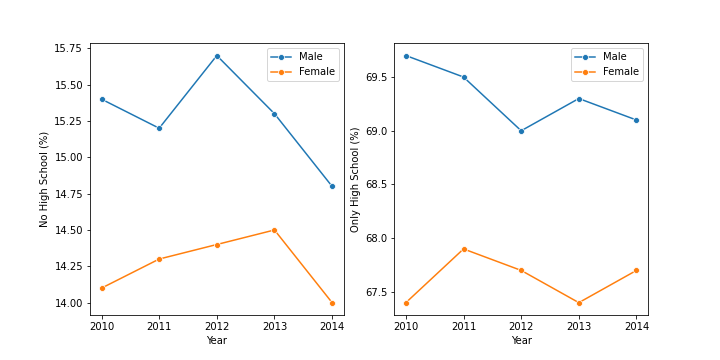 No High School (%)
15.75
15.50
15.25
15.00
14.75
14.50
14.25
14.00
2010 2011 2012 2013 2014
Year
Male
Female
Only High School (%)
69.5
69.0
68.5
68.0
67.5
2010 2011 2012 2013 2014
Year
Male
Female